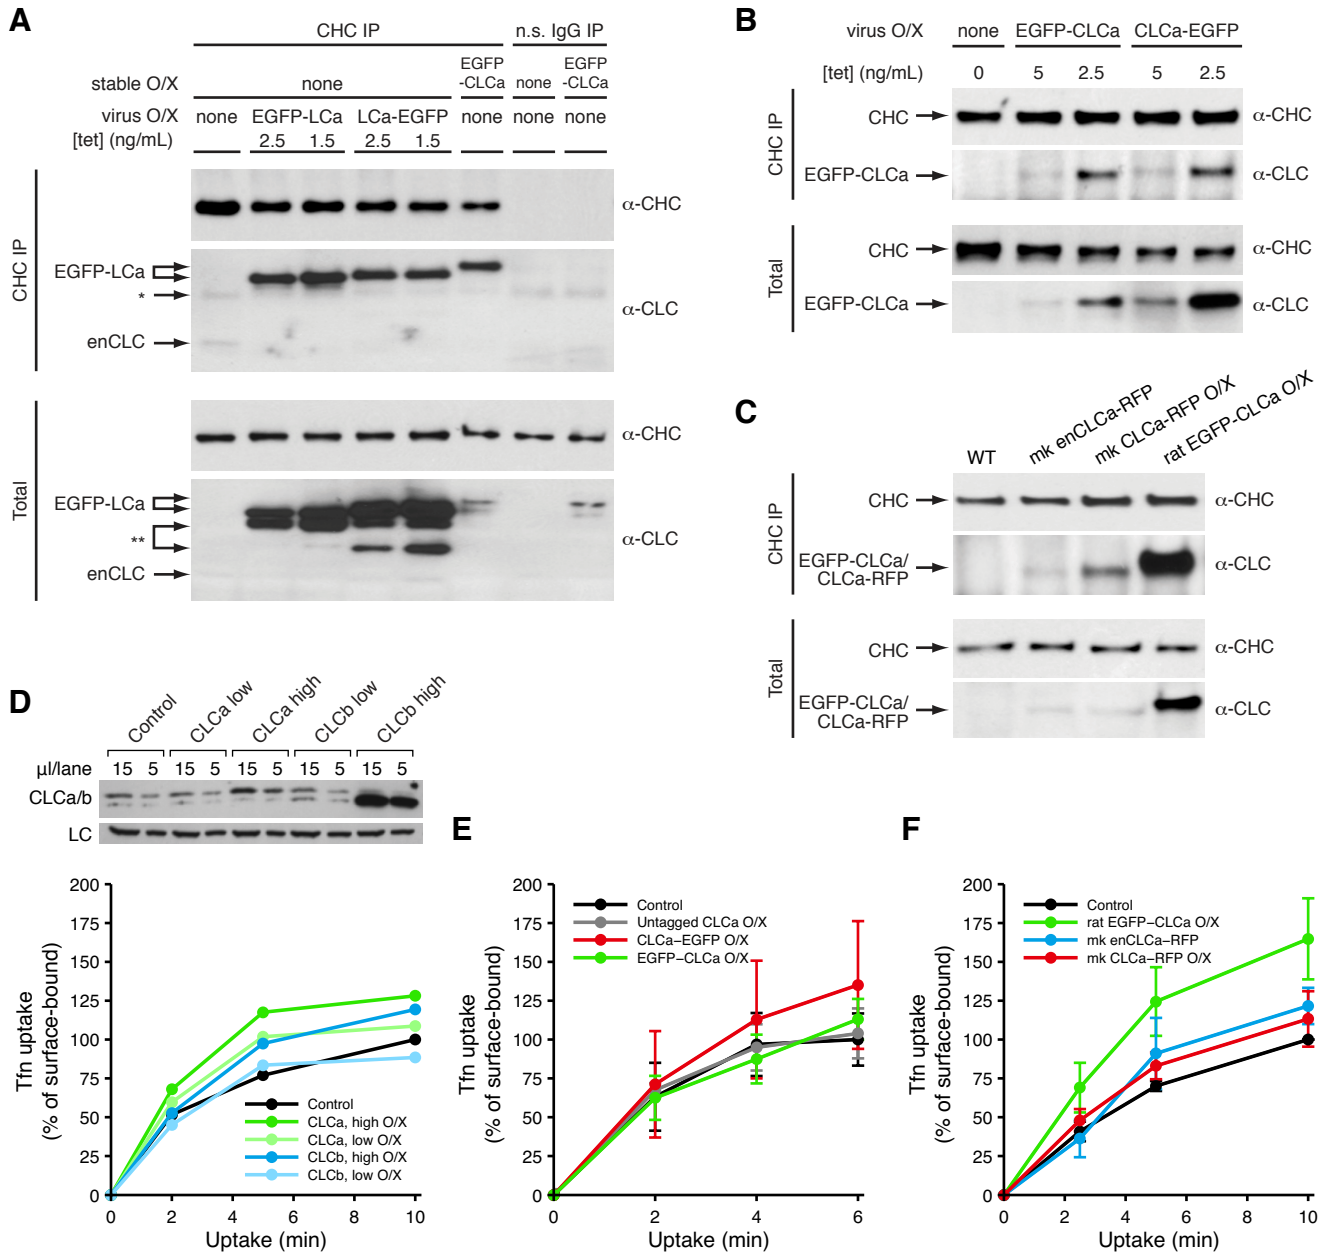 A
CHC IP
n.s. IgG IP
stable O/X
none
EGFP
-CLCa
none
EGFP
-CLCa
virus O/X
none
EGFP-LCa
LCa-EGFP
none
none
none
[tet] (ng/mL)
2.5
1.5
2.5
1.5
CHC IP
α-CHC
EGFP-LCa
*
enCLC
α-CLC
Total
α-CHC
EGFP-LCa
**
enCLC
α-CLC
B
virus O/X
none
EGFP-CLCa
CLCa-EGFP
[tet] (ng/mL)
0
5
2.5
5
2.5
CHC IP
CHC
α-CHC
EGFP-CLCa
α-CLC
Total
CHC
α-CHC
EGFP-CLCa
α-CLC
C
WT
mk enCLCa-RFP
mk CLCa-RFP O/X
rat EGFP-CLCa O/X
CHC IP
CHC
α-CHC
EGFP-CLCa/
CLCa-RFP
α-CLC
Total
CHC
α-CHC
EGFP-CLCa/
CLCa-RFP
α-CLC
D
Control
CLCa low
CLCa high
CLCb low
CLCb high
μl/lane
15 5 15 5 15 5 15 5 15 5
CLCa/b
LC
Tfn uptake
(% of surface-bound)
200
175
150
125
100
75
50
25
0
Control
CLCa, high O/X
CLCa, low O/X
CLCb, high O/X
CLCb, low O/X
0 2 4 6 8 10
Uptake (min)
E
Tfn uptake
(% of surface-bound)
200
175
150
125
100
75
50
25
0
Control
Untagged CLCa O/X
CLCa–EGFP O/X
EGFP–CLCa O/X
0 2 4 6
Uptake (min)
F
Tfn uptake
(% of surface-bound)
200
175
150
125
100
75
50
25
0
Control
rat EGFP–CLCa O/X
mk enCLCa–RFP
mk CLCa–RFP O/X
0 2 4 6 8 10
Uptake (min)